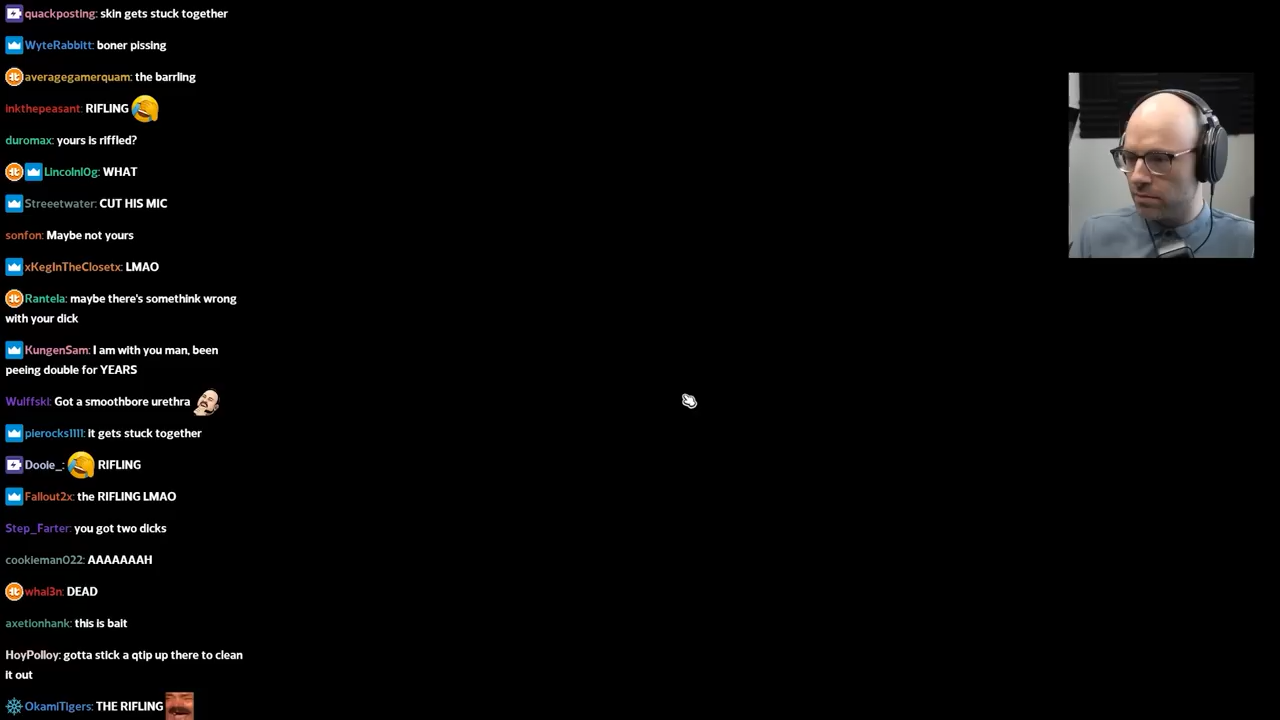 quackposting: skin gets stuck together
WyteRabbitt: boner pissing
averagegamerquam: the barrling
inkthepeasant: RIFLING
duromax: yours is riffled?
Lincolnl0g: WHAT
Streeetwater: CUT HIS MIC
sonfon: Maybe not yours
xKegInTheClosetx: LMAO
Rantela: maybe there's somethink wrong
with your dick
KungenSam: I am with you man, been
peeing double for YEARS
Wulffski: Got a smoothbore urethra
pierocks1111: it gets stuck together
Dooie_: RIFLING
Fallout2x: the RIFLING LMAO
Step_Farter: you got two dicks
cookieman022: AAAAAAAH
whal3n: DEAD
axetionhank: this is bait
HoyPolloy: gotta stick a qtip up there to clean
it out
OkamiTigers: THE RIFLING